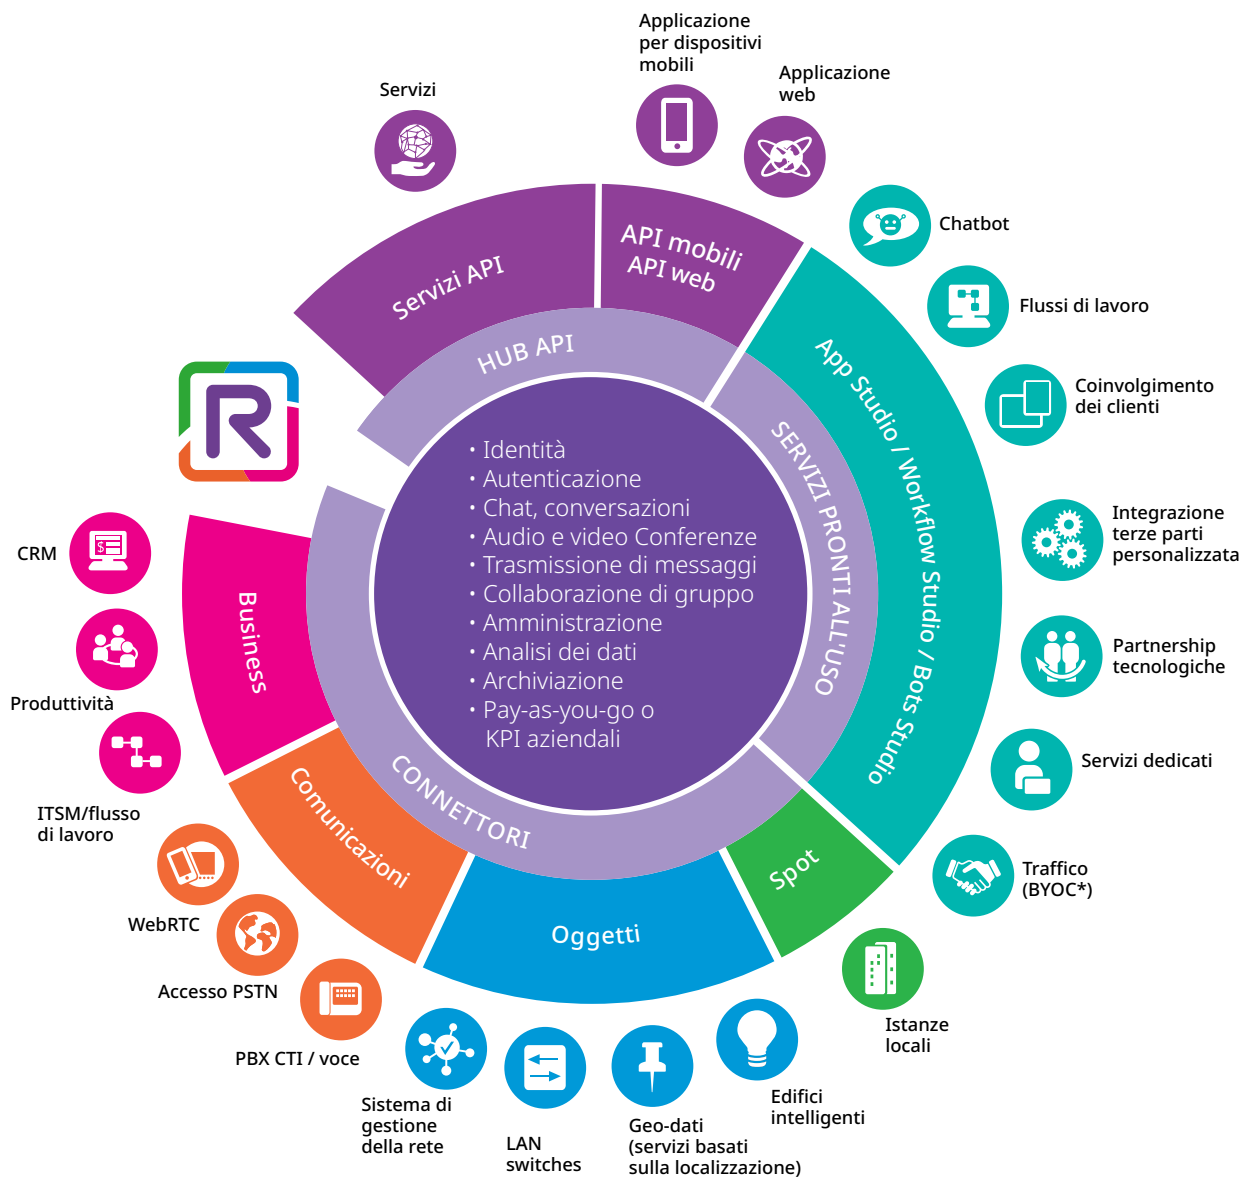 Applicazione
per dispositivi
mobili
Applicazione
web
Servizi
Chatbot
Flussi di lavoro
Coinvolgimento
dei clienti
Integrazione
terze parti
personalizzata
Partnership
tecnologiche
Servizi dedicati
Traffico
(BYOC*)
Istanze
locali
Edifici
intelligenti
Geo-dati
(servizi basati
sulla localizzazione)
LAN
switches
Sistema di
gestione
della rete
PBX CTI / voce
Accesso PSTN
WebRTC
ITSM/flusso
di lavoro
Produttività
CRM
$
R
Servizi API
API mobili
API web
App Studio / Workflow Studio / Bots Studio
Spot
Oggetti
Comunicazioni
Business
HUB API
SERVIZI PRONTI ALL'USO
CONNETTORI
• Identità
• Autenticazione
• Chat, conversazioni
• Audio e video Conferenze
• Trasmissione di messaggi
• Collaborazione di gruppo
• Amministrazione
• Analisi dei dati
• Archiviazione
• Pay-as-you-go o
KPI aziendali